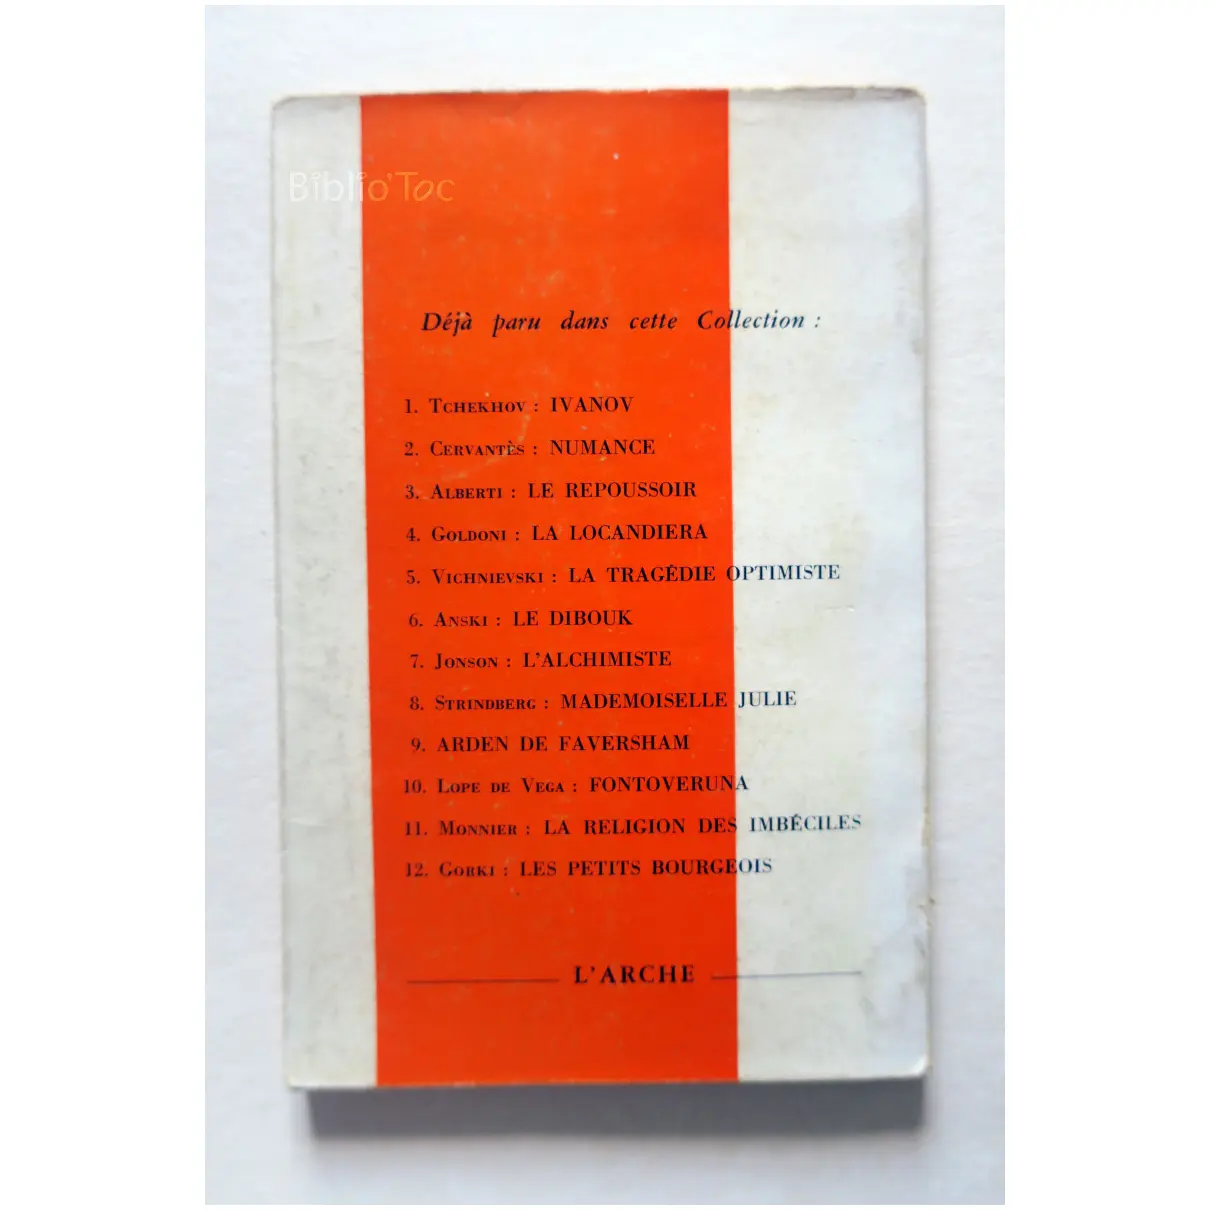 Biblio'Toc
Déjà paru dans cette Collection :
1. Tchekhov : IVANOV
2. Cervantès : NUMANCE
3. Alberti : LE REPOUSSOIR
4. Goldoni : LA LOCANDIERA
5. Vichnievski : LA TRAGÉDIE OPTIMISTE
6. Anski : LE DIBOUK
7. Jonson : L'ALCHIMISTE
8. Strindberg : MADEMOISELLE JULIE
9. ARDEN DE FAVERSHAM
10. Lope de Vega : FONTOVERUNA
11. Monnier : LA RELIGION DES IMBÉCILES
12. Gorki : LES PETITS BOURGEOIS
L'ARCHE